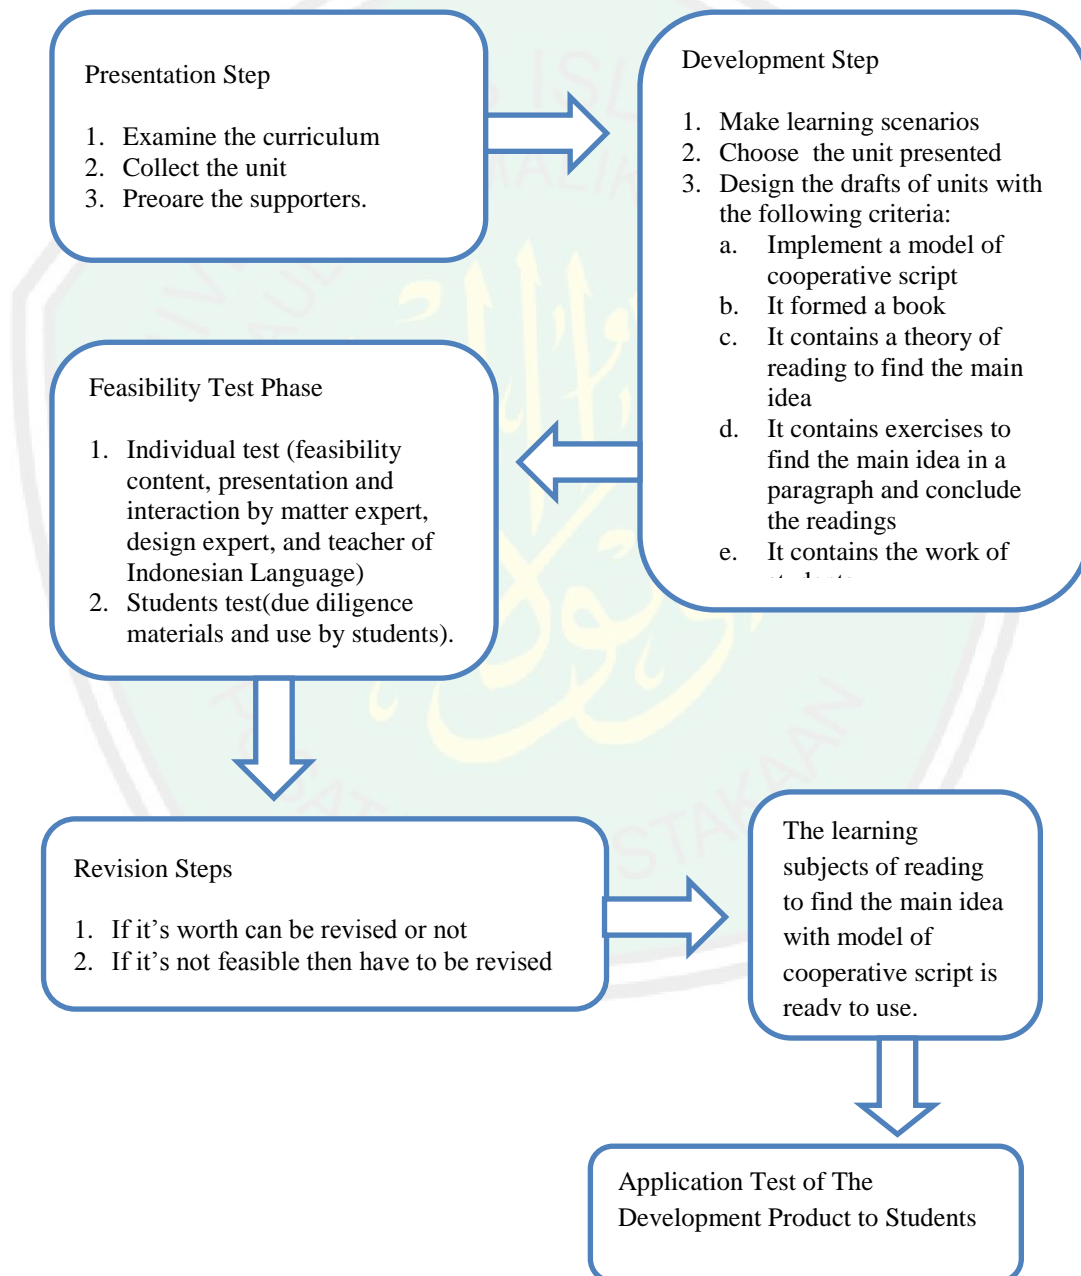 Presentation Step
1. Examine the curriculum
2. Collect the unit
3. Preoare the supporters.
Development Step
1. Make learning scenarios
2. Choose the unit presented
3. Design the drafts of units with
the following criteria:
a. Implement a model of
cooperative script
b. It formed a book
c. It contains a theory of
reading to find the main
idea
d. It contains exercises to
find the main idea in a
paragraph and conclude
the readings
e. It contains the work of
Feasibility Test Phase
1. Individual test (feasibility
content, presentation and
interaction by matter expert,
design expert, and teacher of
Indonesian Language)
2. Students test(due diligence
materials and use by students).
Revision Steps
1. If it’s worth can be revised or not
2. If it’s not feasible then have to be revised
The learning
subjects of reading
to find the main idea
with model of
cooperative script is
ready to use.
Application Test of The
Development Product to Students